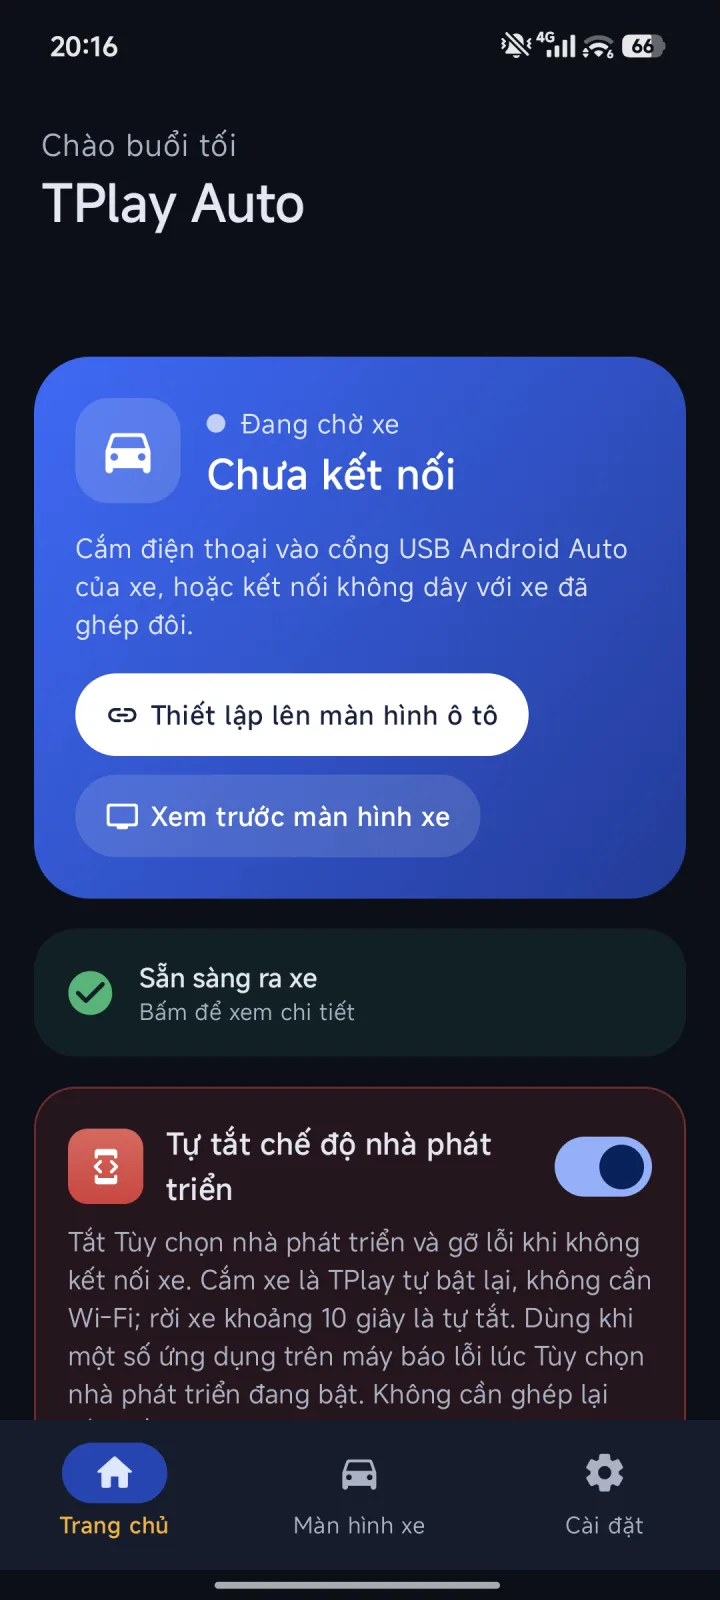 20:16
4G
6
66
Chào buổi tối
TPlay Auto
Đang chờ xe
Chưa kết nối
Cắm điện thoại vào cổng USB Android Auto
của xe, hoặc kết nối không dây với xe đã
ghép đôi.
Thiết lập lên màn hình ô tô
Xem trước màn hình xe
Sẵn sàng ra xe
Bấm để xem chi tiết
Tự tắt chế độ nhà phát
triển
Tắt Tùy chọn nhà phát triển và gỡ lỗi khi không
kết nối xe. Cắm xe là TPlay tự bật lại, không cần
Wi-Fi; rời xe khoảng 10 giây là tự tắt. Dùng khi
một số ứng dụng trên máy báo lỗi lúc Tùy chọn
nhà phát triển đang bật. Không cần ghép lại
Trang chủ
Màn hình xe
Cài đặt